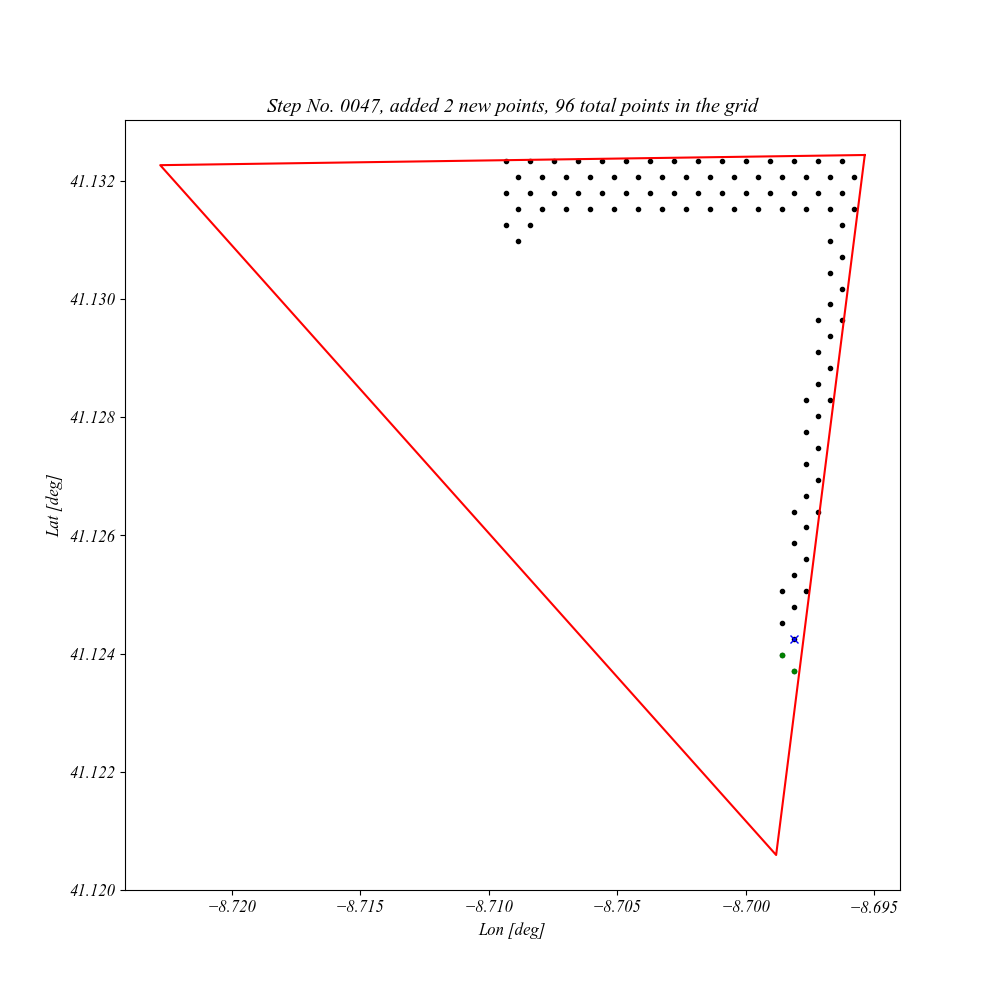 Step No. 0047, added 2 new points, 96 total points in the grid
41.132
41.130
41.128
41.126
41.124
41.122
41.120
Lat [deg]
−8.720 −8.715 −8.710 −8.705 −8.700 −8.695
Lon [deg]